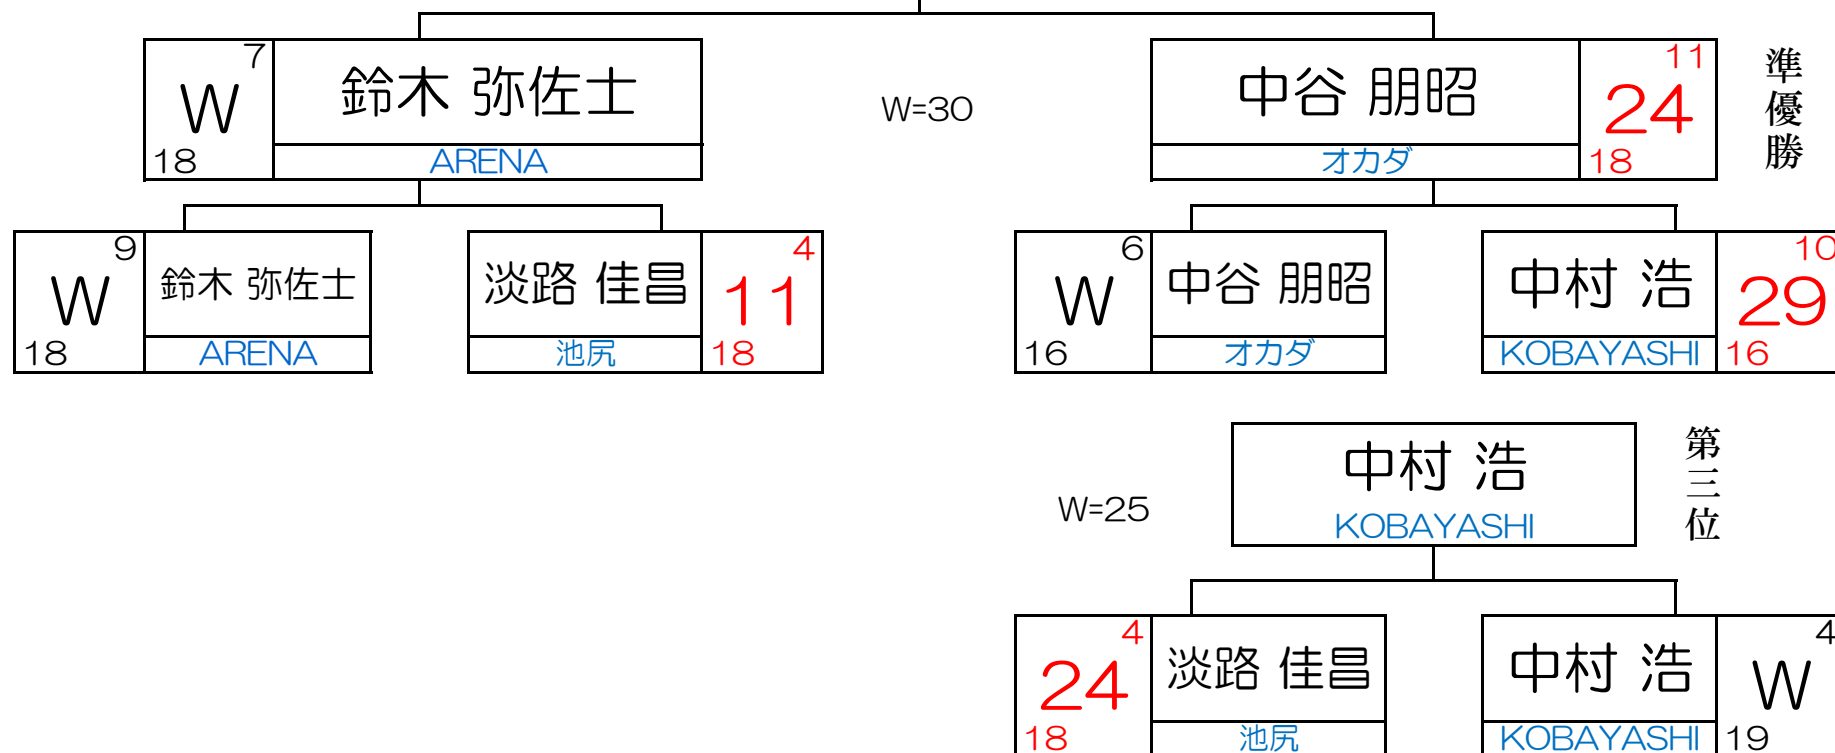 7
W
18
鈴木 弥佐士
ARENA
W=30
中谷 朋昭
オカダ
11
24
18
準優勝
9
W
18
鈴木 弥佐士
ARENA
淡路 佳昌
池尻
4
11
18
6
W
16
中谷 朋昭
オカダ
中村 浩
KOBAYASHI
10
29
16
W=25
中村 浩
KOBAYASHI
第三位
4
24
18
淡路 佳昌
池尻
中村 浩
KOBAYASHI
4
W
19